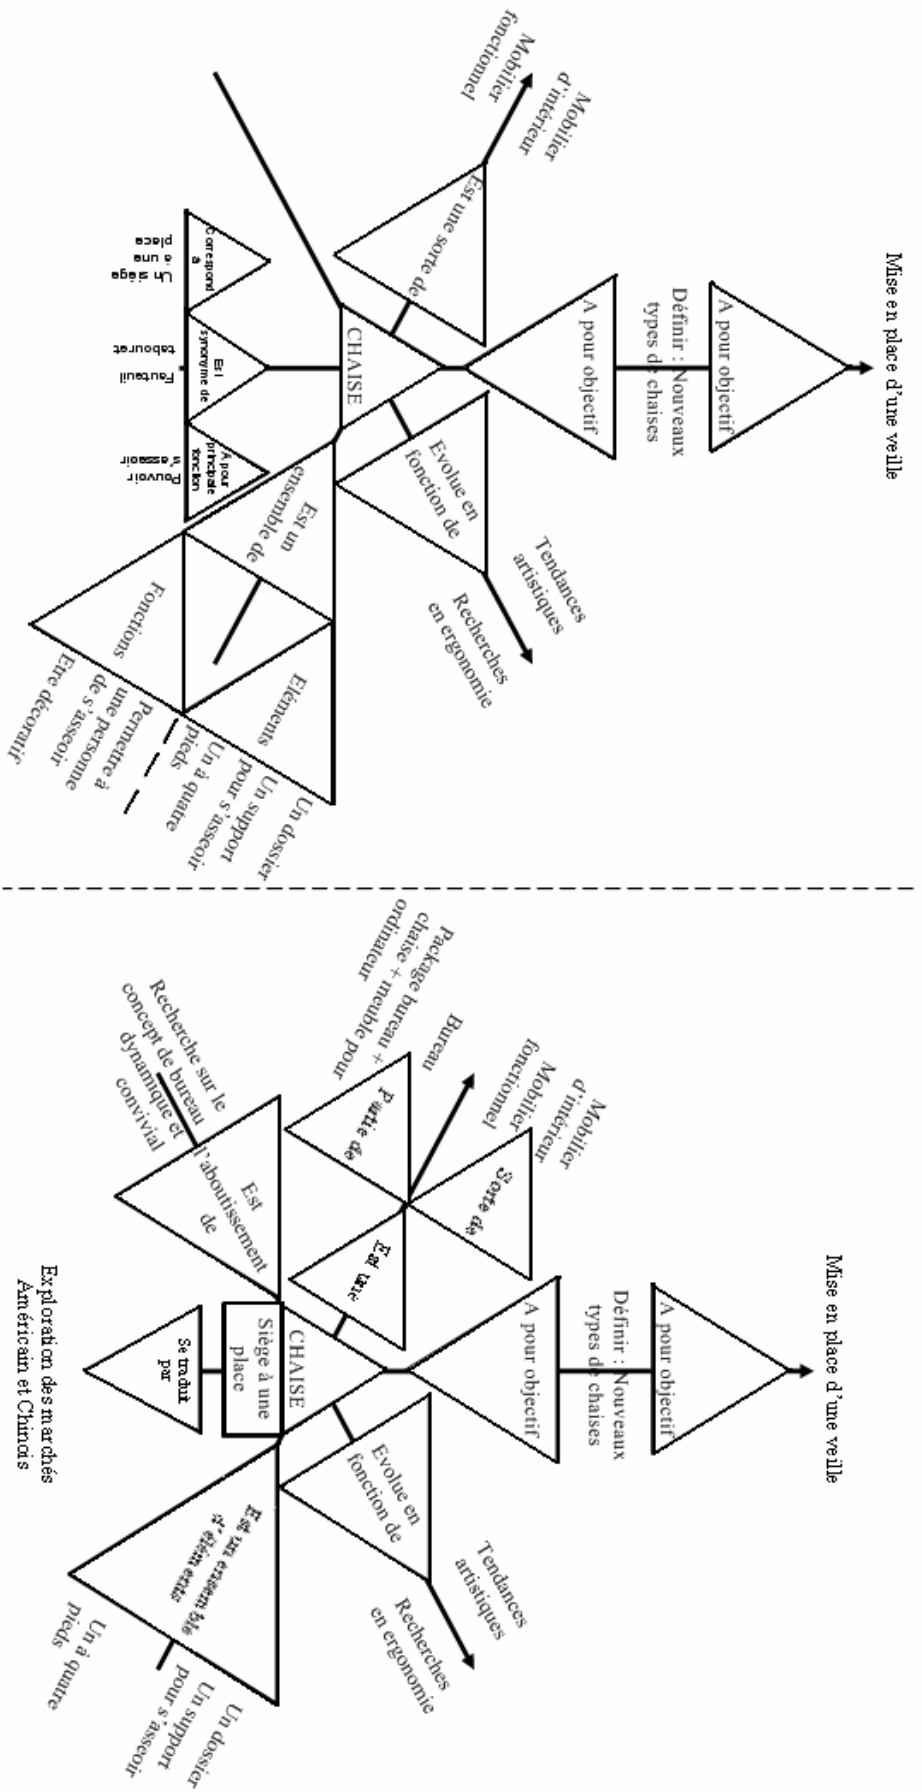 Mise en place d'une veille
A pour objectif
Définir : Nouveaux
types de chaises
A pour objectif
Mobilier
d'intérieur
Mobilier
fonctionnel
Est une sorte de
Evolue en
fonction de
Tendances
artistiques
Recherches
en ergonomie
CHAISE
Correspond
à
Un siège
à une
place
Est
synonyme de
Fauteuil
tabouret
A pour
principale
fonction
Pouvoir
s'asseoir
Est un
ensemble de
Eléments
Un dossier
Un support
pour s'asseoir
Un à quatre
pieds
Fonctions
Permettre à
une personne
de s'asseoir
Etre décoratif
Mise en place d'une veille
A pour objectif
Définir : Nouveaux
types de chaises
A pour objectif
Mobilier
d'intérieur
Mobilier
fonctionnel
Sorte de
Bureau
Package bureau +
chaise + meuble pour
ordinateur
Partie de
Est une
Evolue en
fonction de
Tendances
artistiques
Recherches
en ergonomie
CHAISE
Siège à une
place
Est
l'aboutissement
de
Recherche sur le
concept de bureau
dynamique et
convivial
Se traduit
par
Exploration des marchés
Américain et Chinois
Est un ensemble
d'éléments
Un dossier
Un support
pour s'asseoir
Un à quatre
pieds